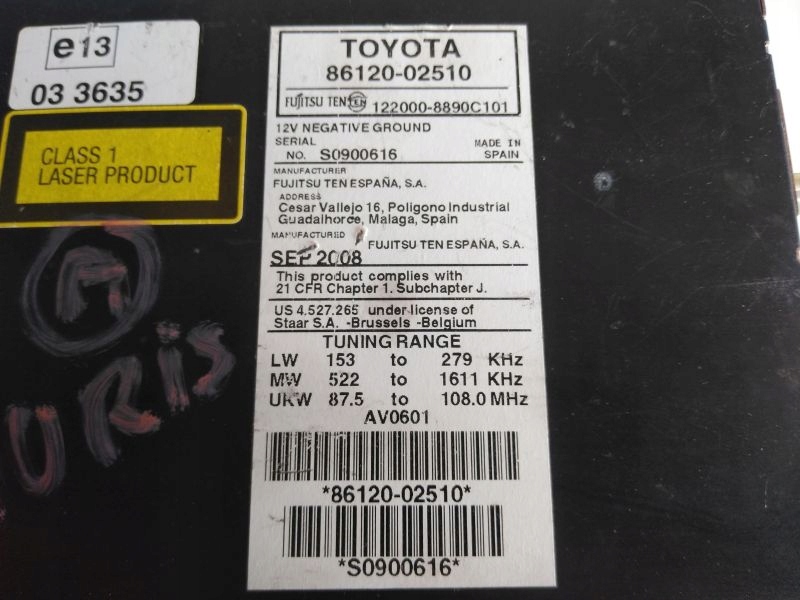 e13
03 3635
CLASS 1
LASER PRODUCT
A
URIS
TOYOTA
86120-02510
FUJITSU TEN TEN 122000-8890C101
12V NEGATIVE GROUND
SERIAL
NO. S0900616
MADE IN
SPAIN
MANUFACTURER
FUJITSU TEN ESPAÑA, S.A.
ADDRESS
Cesar Vallejo 16, Poligono Industrial
Guadalhorce, Malaga, Spain
MANUFACTURED FUJITSU TEN ESPAÑA, S.A.
SEP 2008
This product complies with
21 CFR Chapter 1. Subchapter J.
US 4.527.265 under license of
Staar S.A. -Brussels -Belgium
TUNING RANGE
LW 153 to 279 KHz
MW 522 to 1611 KHz
UKW 87.5 to 108.0 MHz
AV0601
*86120-02510*
*S0900616*